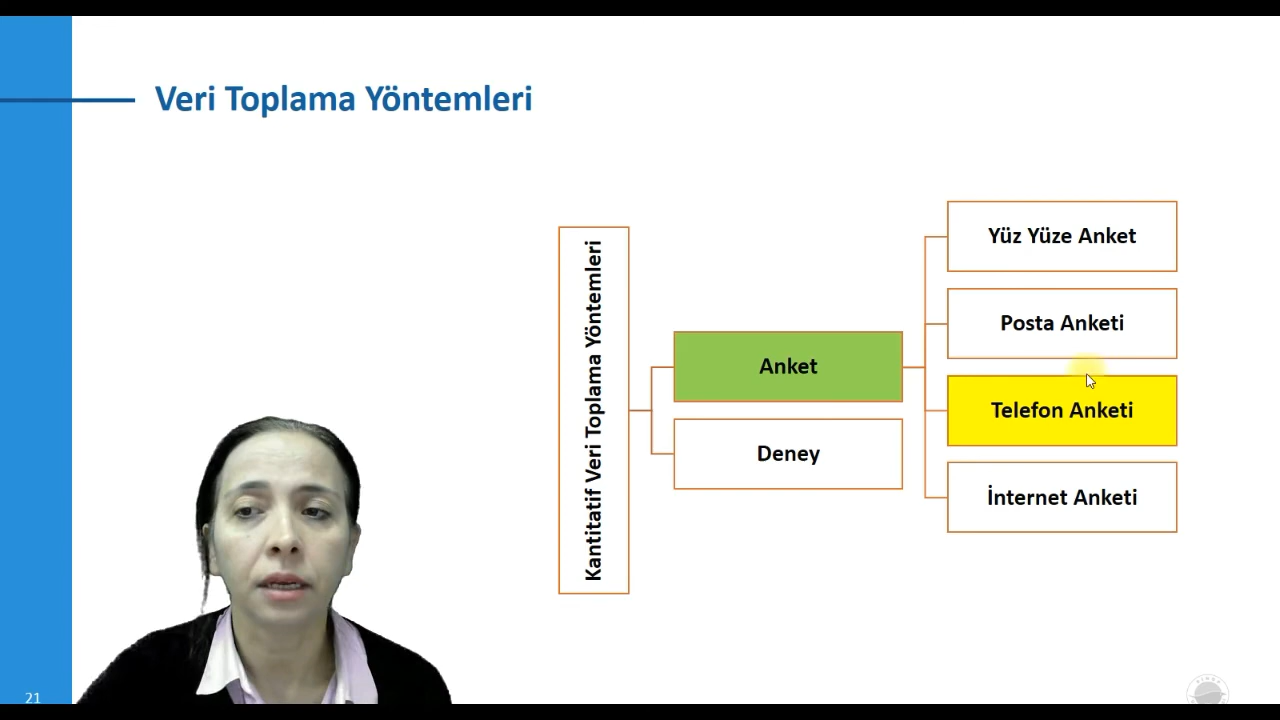 Veri Toplama Yöntemleri
Kantitatif Veri Toplama Yöntemleri
Anket
Deney
Yüz Yüze Anket
Posta Anketi
Telefon Anketi
İnternet Anketi
21